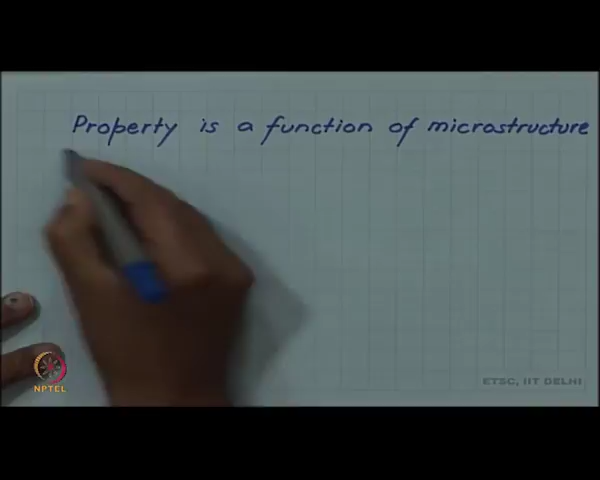 Property is a function of microstructure
NPTEL
ETSC, IIT DELHI